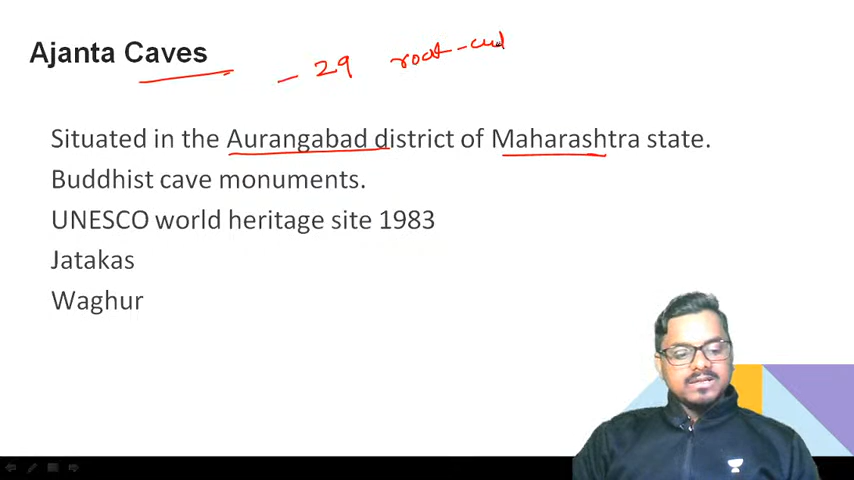 Ajanta Caves
- 29 root-cut
Situated in the Aurangabad district of Maharashtra state.
Buddhist cave monuments.
UNESCO world heritage site 1983
Jatakas
Waghur